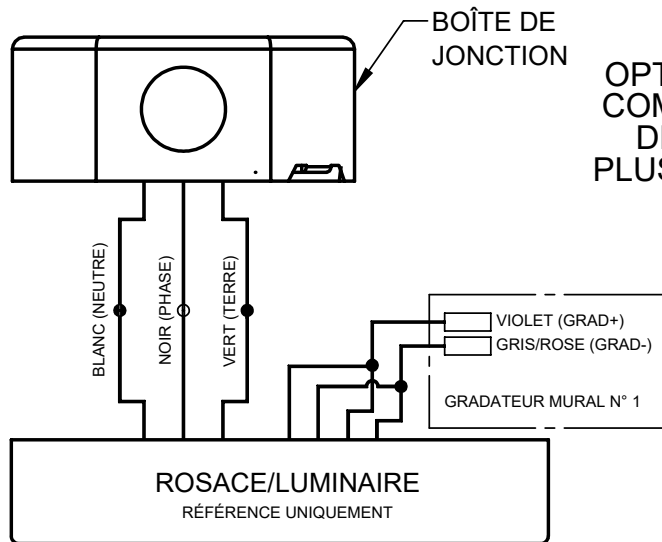 BOÎTE DE
JONCTION
BLANC (NEUTRE)
NOIR (PHASE)
VERT (TERRE)
VIOLET (GRAD+)
GRIS/ROSE (GRAD-)
GRADATEUR MURAL N° 1
ROSACE/LUMINAIRE
RÉFÉRENCE UNIQUEMENT